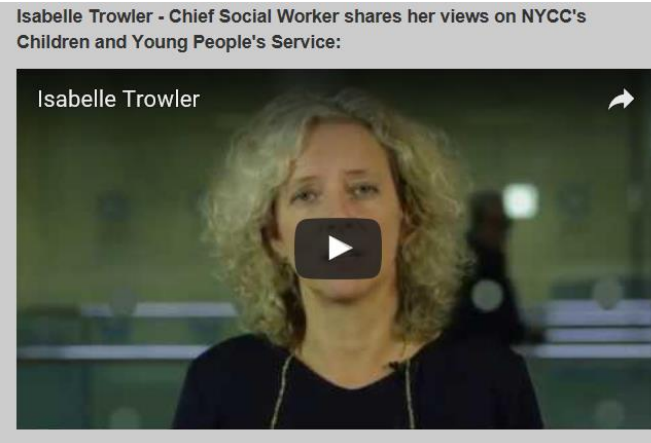 Isabelle Trowler - Chief Social Worker shares her views on NYCC's
Children and Young People's Service:
Isabelle Trowler